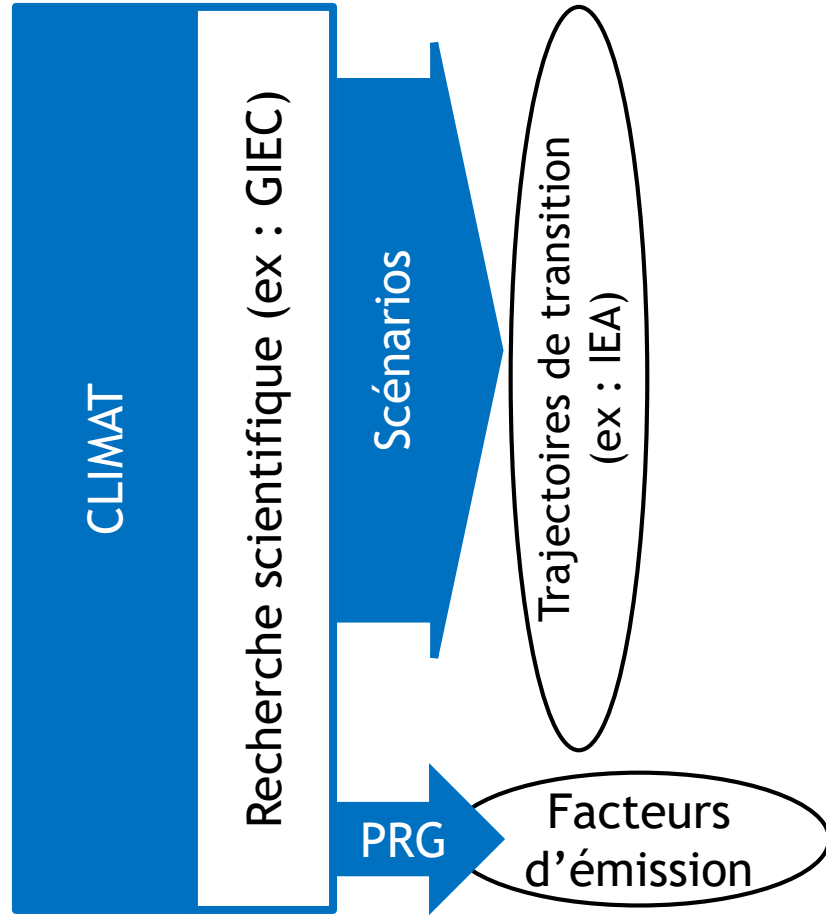 CLIMAT
Recherche scientifique (ex : GIEC)
Scénarios
Trajectoires de transition
(ex : IEA)
PRG
Facteurs
d’émission